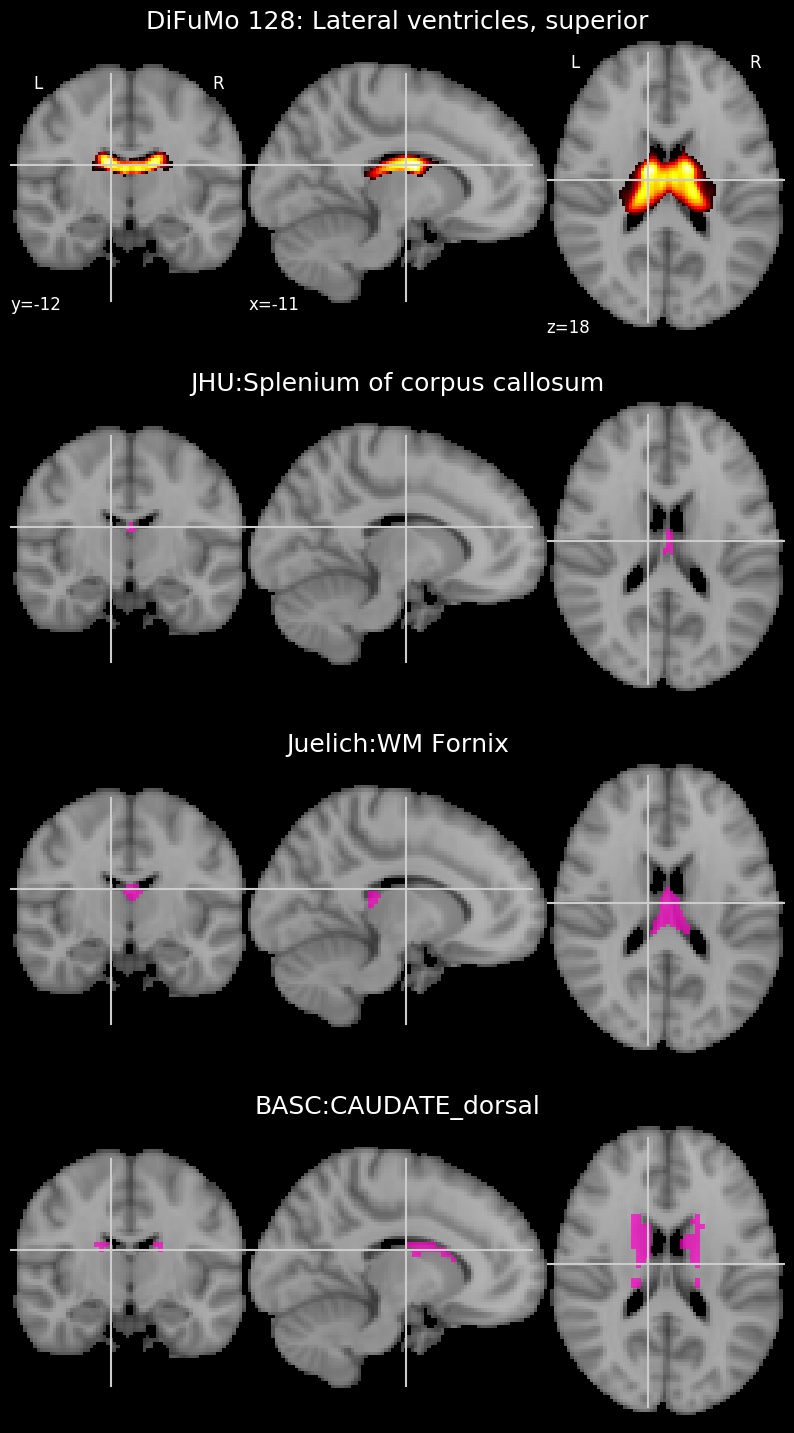 DiFuMo 128: Lateral ventricles, superior
L R L R
y=-12 x=-11 z=18
JHU:Splenium of corpus callosum
Juelich:WM Fornix
BASC:CAUDATE_dorsal